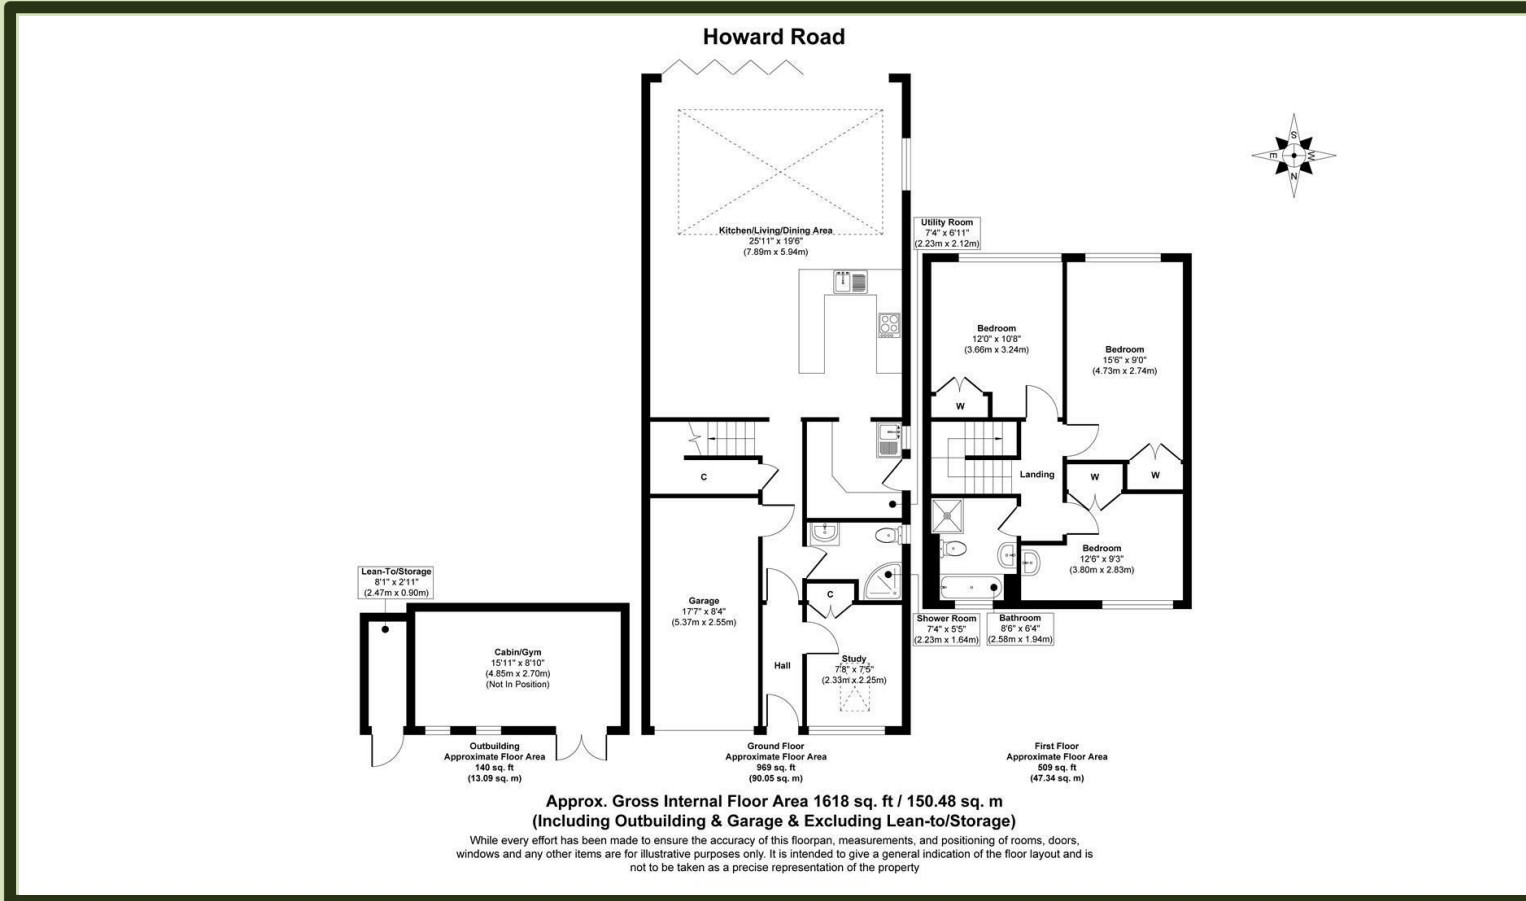 Howard Road
S
E
W
N
Utility Room
7'4" x 6'11"
(2.23m x 2.12m)
Kitchen/Living/Dining Area
25'11" x 19'6"
(7.89m x 5.94m)
Bedroom
12'0" x 10'8"
(3.66m x 3.24m)
Bedroom
15'6" x 9'0"
(4.73m x 2.74m)
W
C
Landing
W
W
Bedroom
12'6" x 9'3"
(3.80m x 2.83m)
Lean-To/Storage
8'1" x 2'11"
(2.47m x 0.90m)
Garage
17'7" x 8'4"
(5.37m x 2.55m)
C
Shower Room
7'4" x 5'5"
(2.23m x 1.64m)
Bathroom
8'6" x 6'4"
(2.58m x 1.94m)
Cabin/Gym
15'11" x 8'10"
(4.85m x 2.70m)
(Not In Position)
Hall
Study
7'8" x 7'5"
(2.33m x 2.25m)
Outbuilding
Approximate Floor Area
140 sq. ft
(13.09 sq. m)
Ground Floor
Approximate Floor Area
969 sq. ft
(90.05 sq. m)
First Floor
Approximate Floor Area
509 sq. ft
(47.34 sq. m)
Approx. Gross Internal Floor Area 1618 sq. ft / 150.48 sq. m
(Including Outbuilding & Garage & Excluding Lean-to/Storage)
While every effort has been made to ensure the accuracy of this floorpan, measurements, and positioning of rooms, doors,
windows and any other items are for illustrative purposes only. It is intended to give a general indication of the floor layout and is
not to be taken as a precise representation of the property